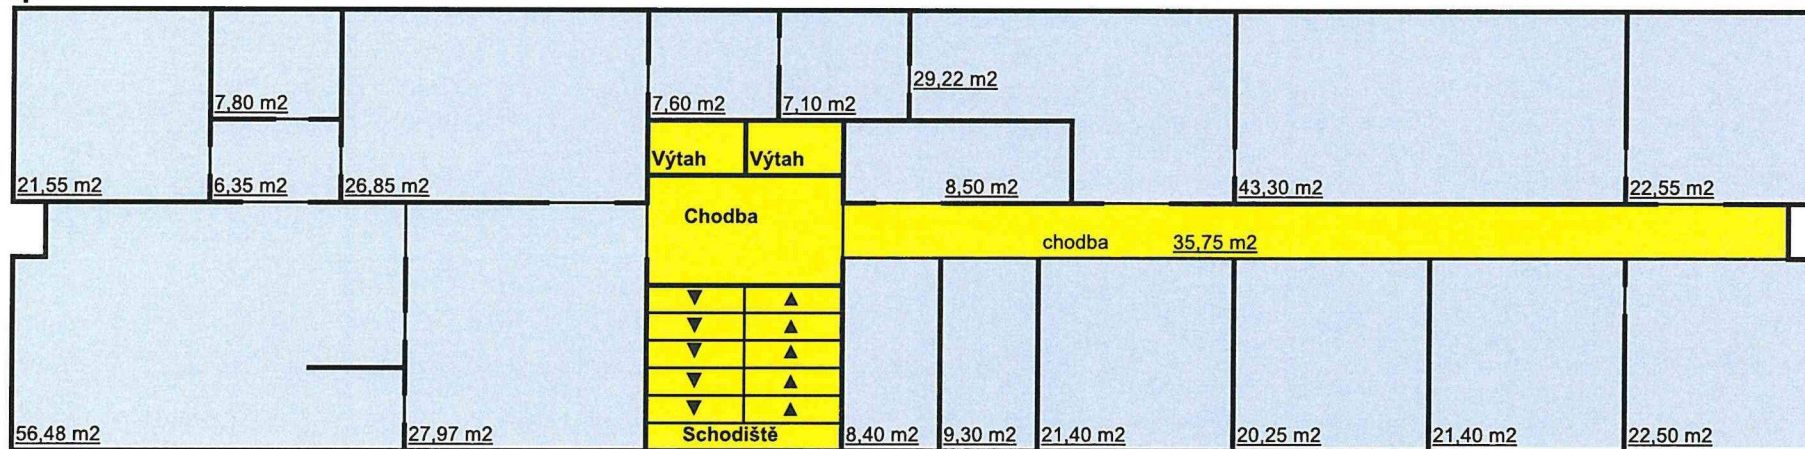 29,22 m2
7,80 m2
7,60 m2
7,10 m2
Výtah
Výtah
21,55 m2
6,35 m2
26,85 m2
8,50 m2
43,30 m2
22,55 m2
Chodba
chodba
35,75 m2
56,48 m2
27,97 m2
Schodiště
8,40 m2
9,30 m2
21,40 m2
20,25 m2
21,40 m2
22,50 m2